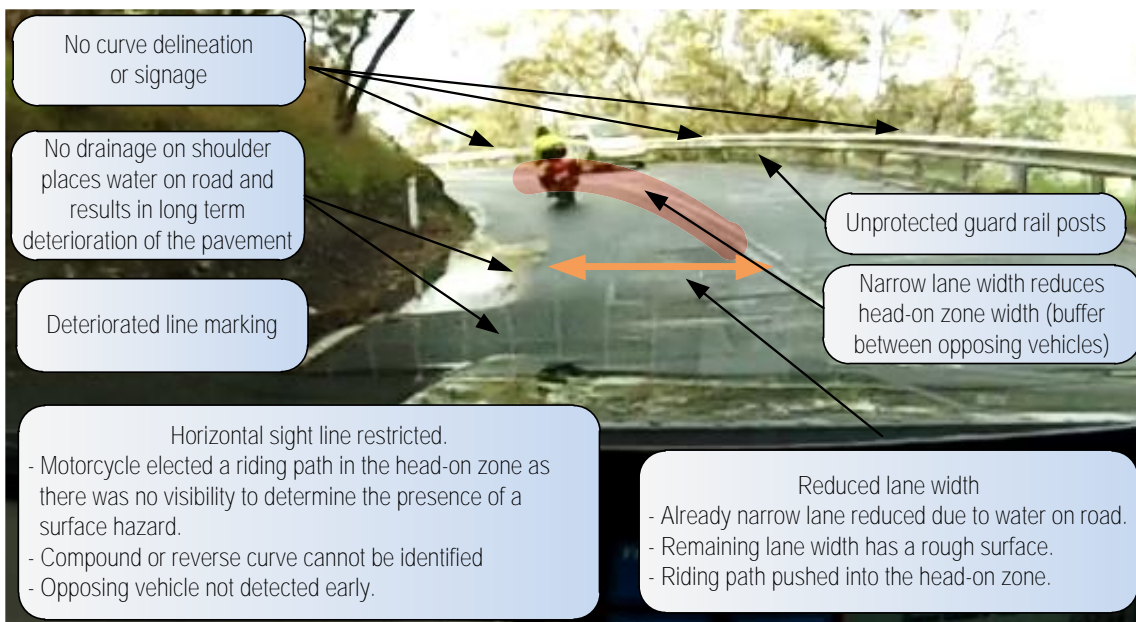 No curve delineation
or signage
No drainage on shoulder
places water on road and
results in long term
deterioration of the pavement
Deteriorated line marking
Unprotected guard rail posts
Narrow lane width reduces
head-on zone width (buffer
between opposing vehicles)
Horizontal sight line restricted.
- Motorcycle elected a riding path in the head-on zone as
there was no visibility to determine the presence of a
surface hazard.
- Compound or reverse curve cannot be identified
- Opposing vehicle not detected early.
Reduced lane width
- Already narrow lane reduced due to water on road.
- Remaining lane width has a rough surface.
- Riding path pushed into the head-on zone.